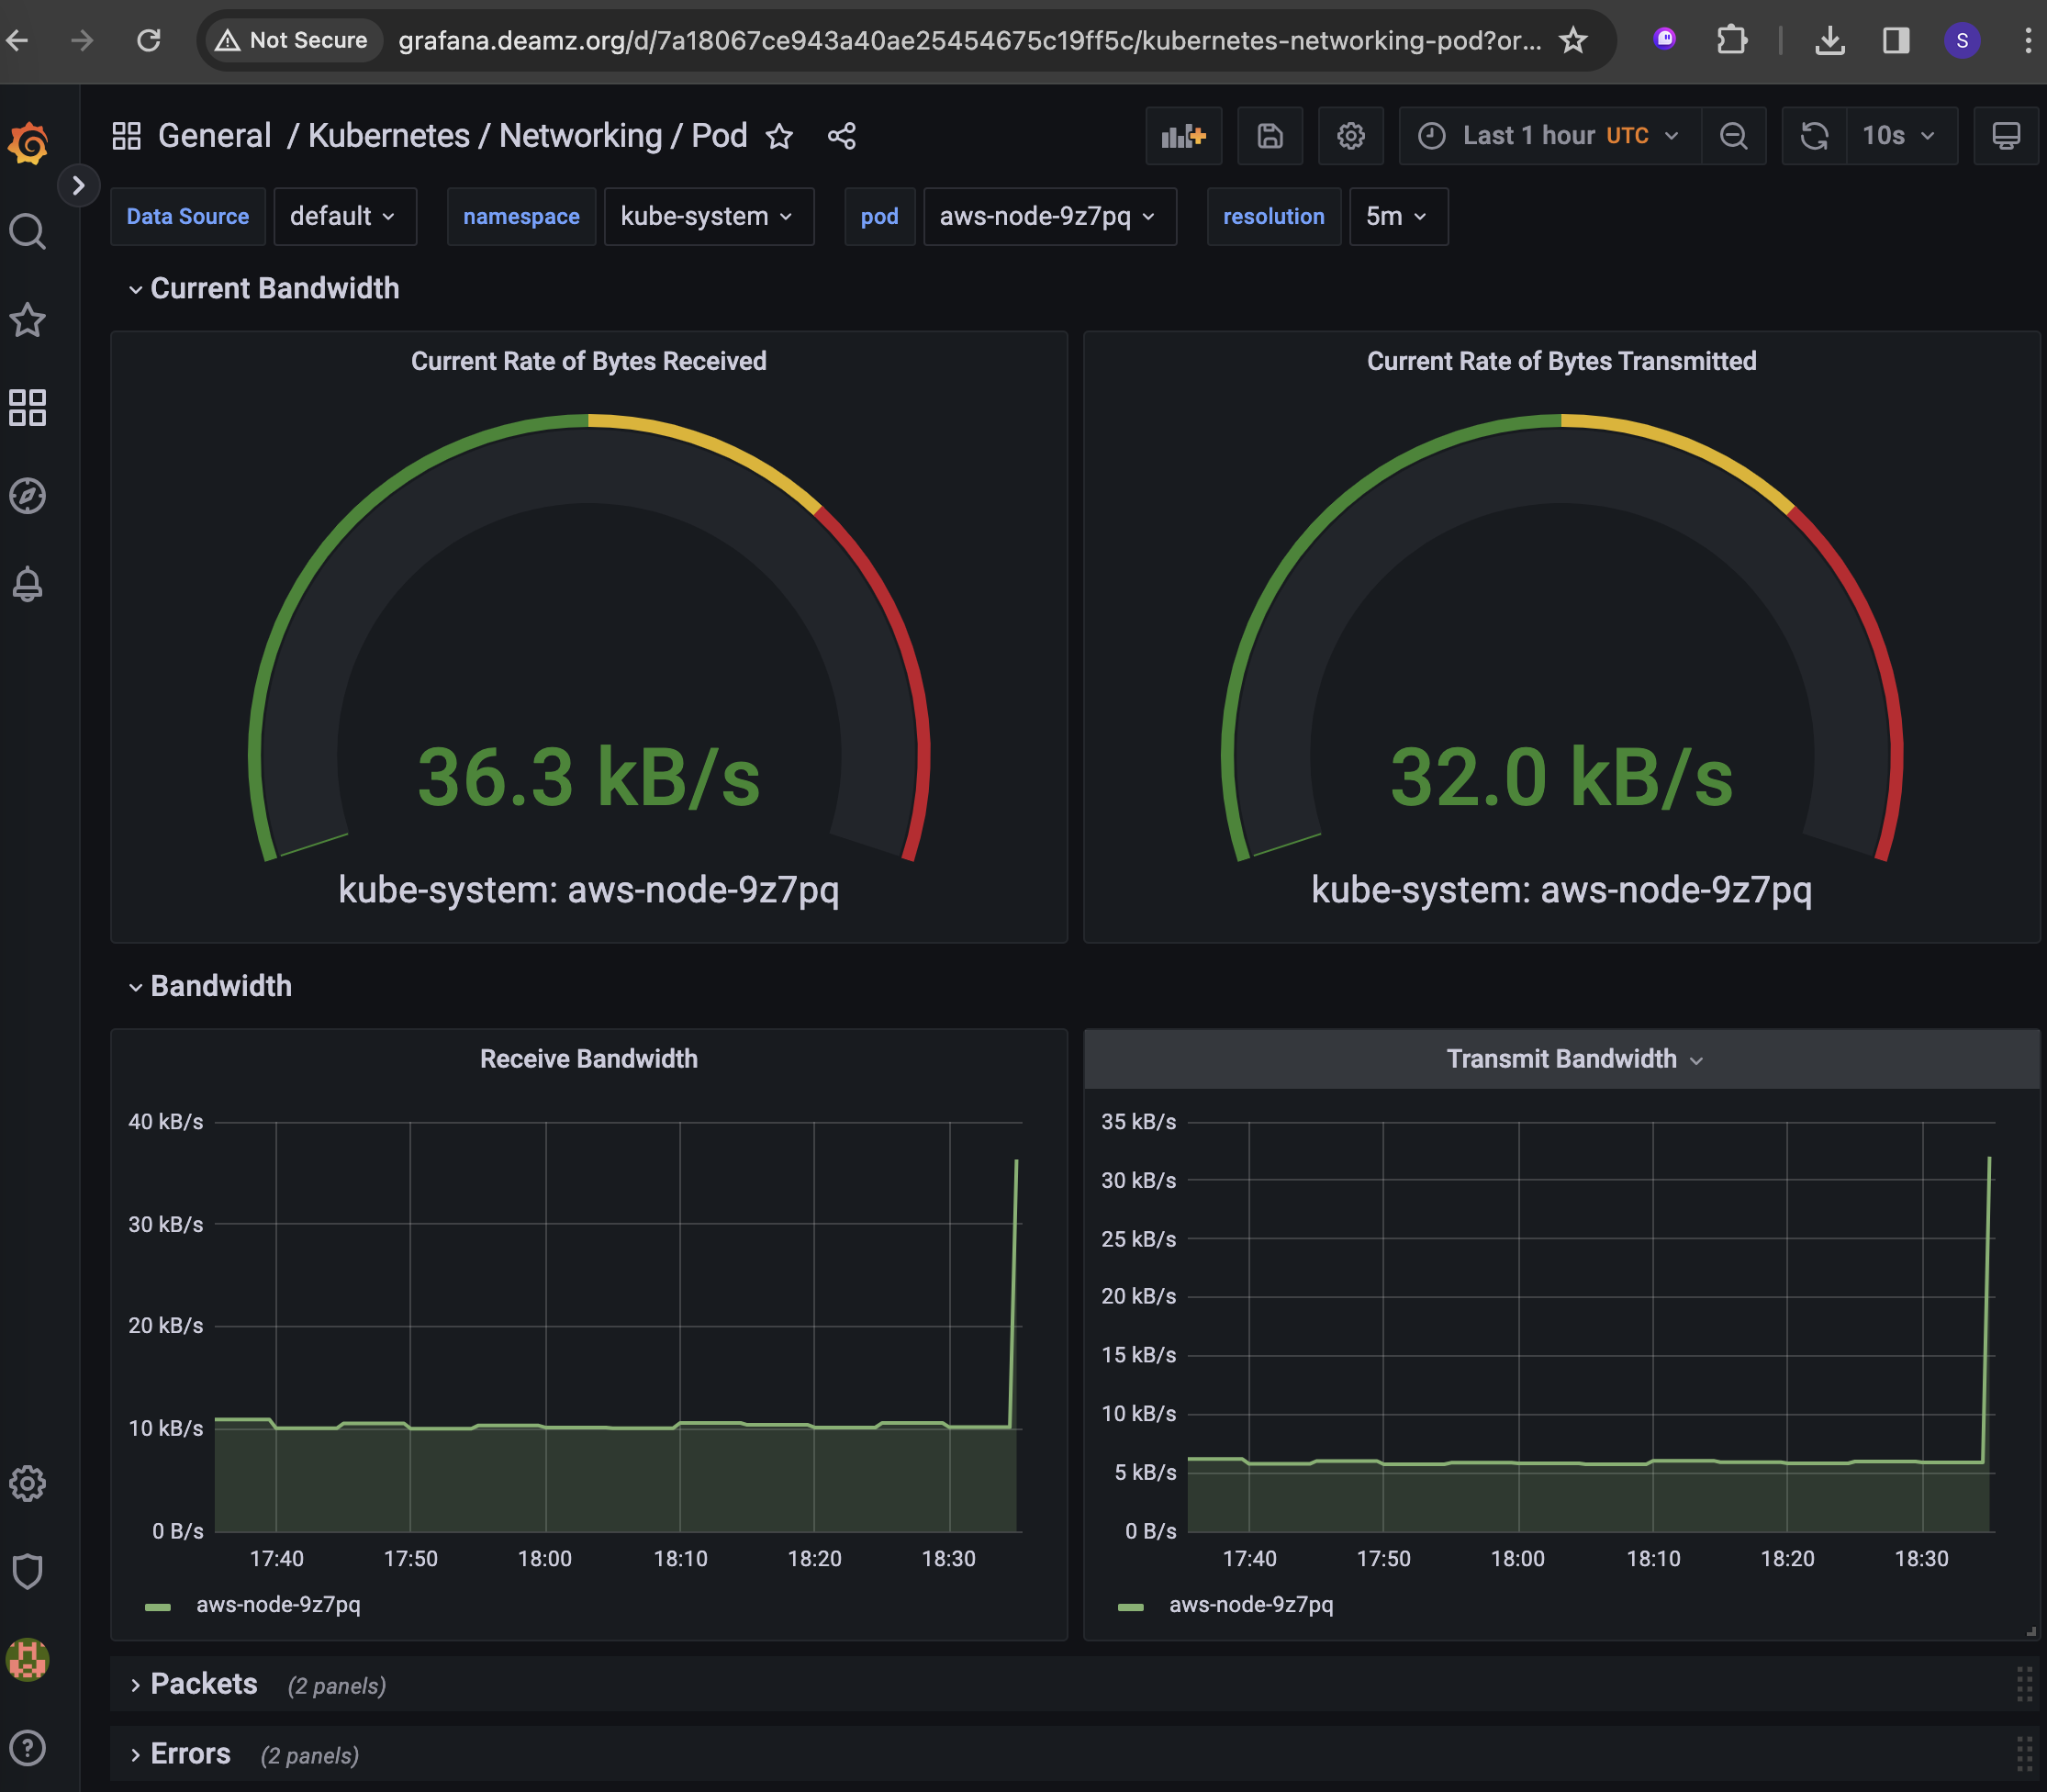 Not Secure grafana.deamz.org/d/7a18067ce943a40ae25454675c19ff5c/kubernetes-networking-pod?or... S
General / Kubernetes / Networking / Pod Last 1 hour UTC 10s
Data Source default namespace kube-system pod aws-node-9z7pq resolution 5m
Current Bandwidth
Current Rate of Bytes Received
36.3 kB/s
kube-system: aws-node-9z7pq
Current Rate of Bytes Transmitted
32.0 kB/s
kube-system: aws-node-9z7pq
Bandwidth
Receive Bandwidth
40 kB/s
30 kB/s
20 kB/s
10 kB/s
0 B/s
17:40 17:50 18:00 18:10 18:20 18:30
aws-node-9z7pq
Transmit Bandwidth
35 kB/s
30 kB/s
25 kB/s
20 kB/s
15 kB/s
10 kB/s
5 kB/s
0 B/s
17:40 17:50 18:00 18:10 18:20 18:30
aws-node-9z7pq
Packets (2 panels)
Errors (2 panels)